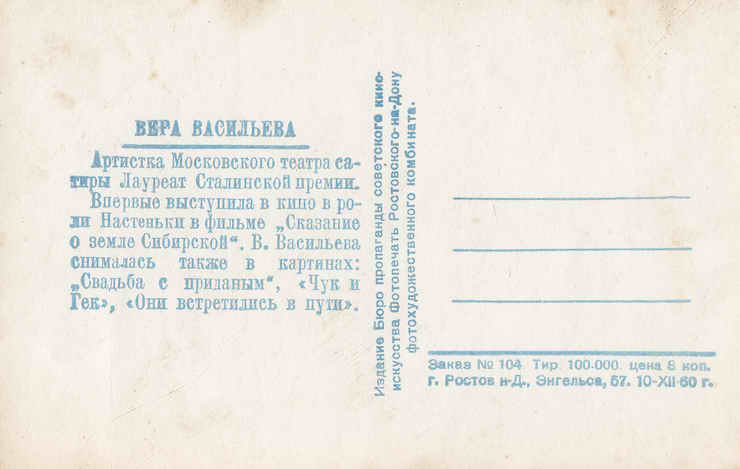 ВЕРА ВАСИЛЬЕВА
Артистка Московского театра са-
тиры Лауреат Сталинской премии.
Впервые выступила в кино в ро-
ли Настеньки в фильме „Сказание
о земле Сибирской“. В. Васильева
снималась также в картинах:
„Свадьба с приданым“, «Чук и
Гек», «Они встретились в пути».
Издание Бюро пропаганды советского кино-
искусства Фотопечать Ростовского-на-Дону
фотохудожественного комбината.
Заказ № 104 Тир. 100-000. цена 8 коп.
г. Ростов н-Д., Энгельса, 57. 10-XII-60 г.